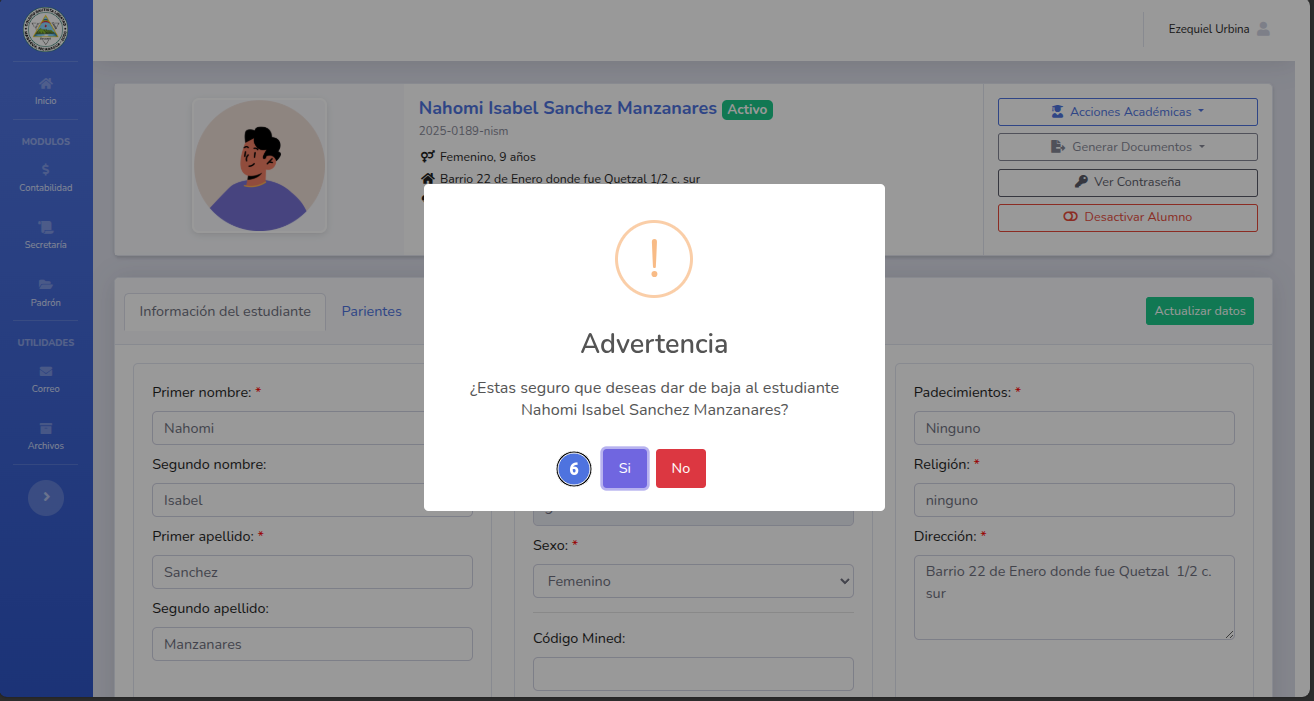 Ezequiel Urbina
Inicio
MODULOS
Contabilidad
Secretaría
Padrón
UTILIDADES
Correo
Archivos
Nahomi Isabel Sanchez Manzanares Activo
2025-0189-nism
Femenino, 9 años
Barrio 22 de Enero donde fue Quetzal 1/2 c. sur
Acciones Académicas
Generar Documentos
Ver Contraseña
Desactivar Alumno
Información del estudiante
Parientes
Actualizar datos
Advertencia
¿Estas seguro que deseas dar de baja al estudiante
Nahomi Isabel Sanchez Manzanares?
6
Si
No
Primer nombre: *
Nahomi
Segundo nombre:
Isabel
Primer apellido: *
Sanchez
Segundo apellido:
Manzanares
Sexo: *
Femenino
Código Mined:
Padecimientos: *
Ninguno
Religión: *
ninguno
Dirección: *
Barrio 22 de Enero donde fue Quetzal 1/2 c.
sur